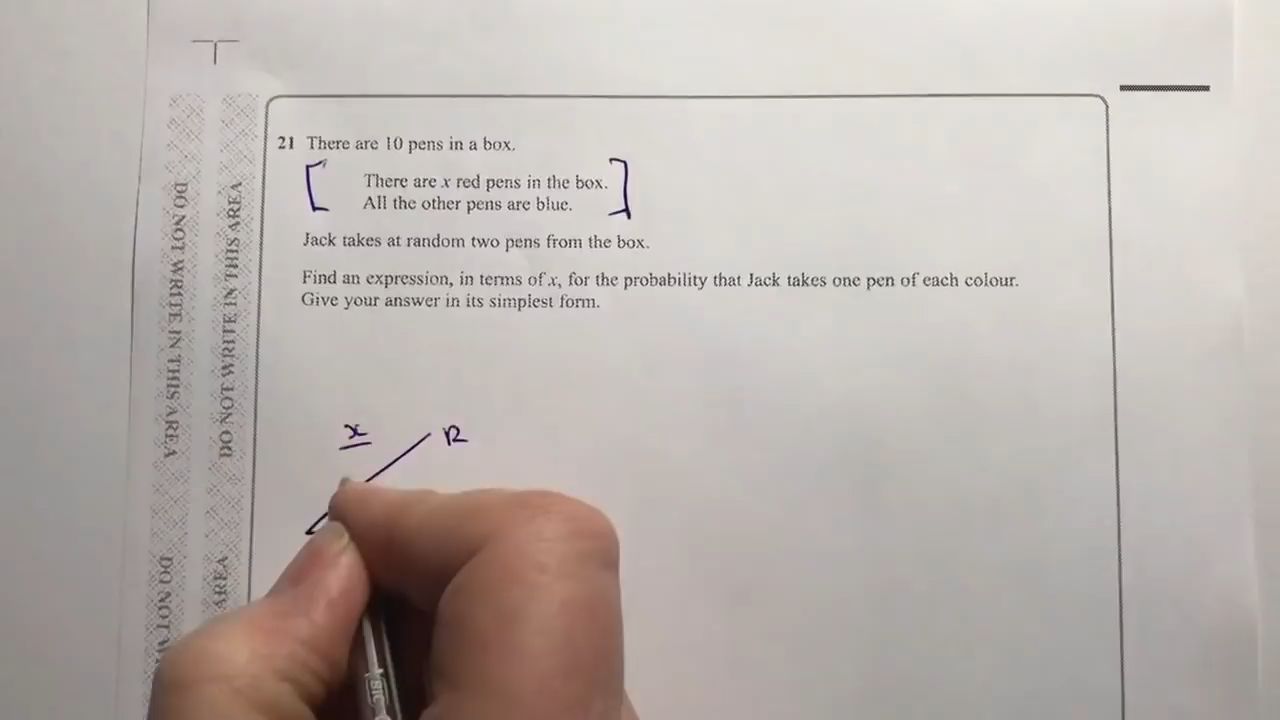 21 There are 10 pens in a box.
There are x red pens in the box.
All the other pens are blue.
Jack takes at random two pens from the box.
Find an expression, in terms of x, for the probability that Jack takes one pen of each colour.
Give your answer in its simplest form.
x
R
DO NOT WRITE IN THIS AREA
DO NOT WRITE IN THIS AREA
DO NOT
AREA